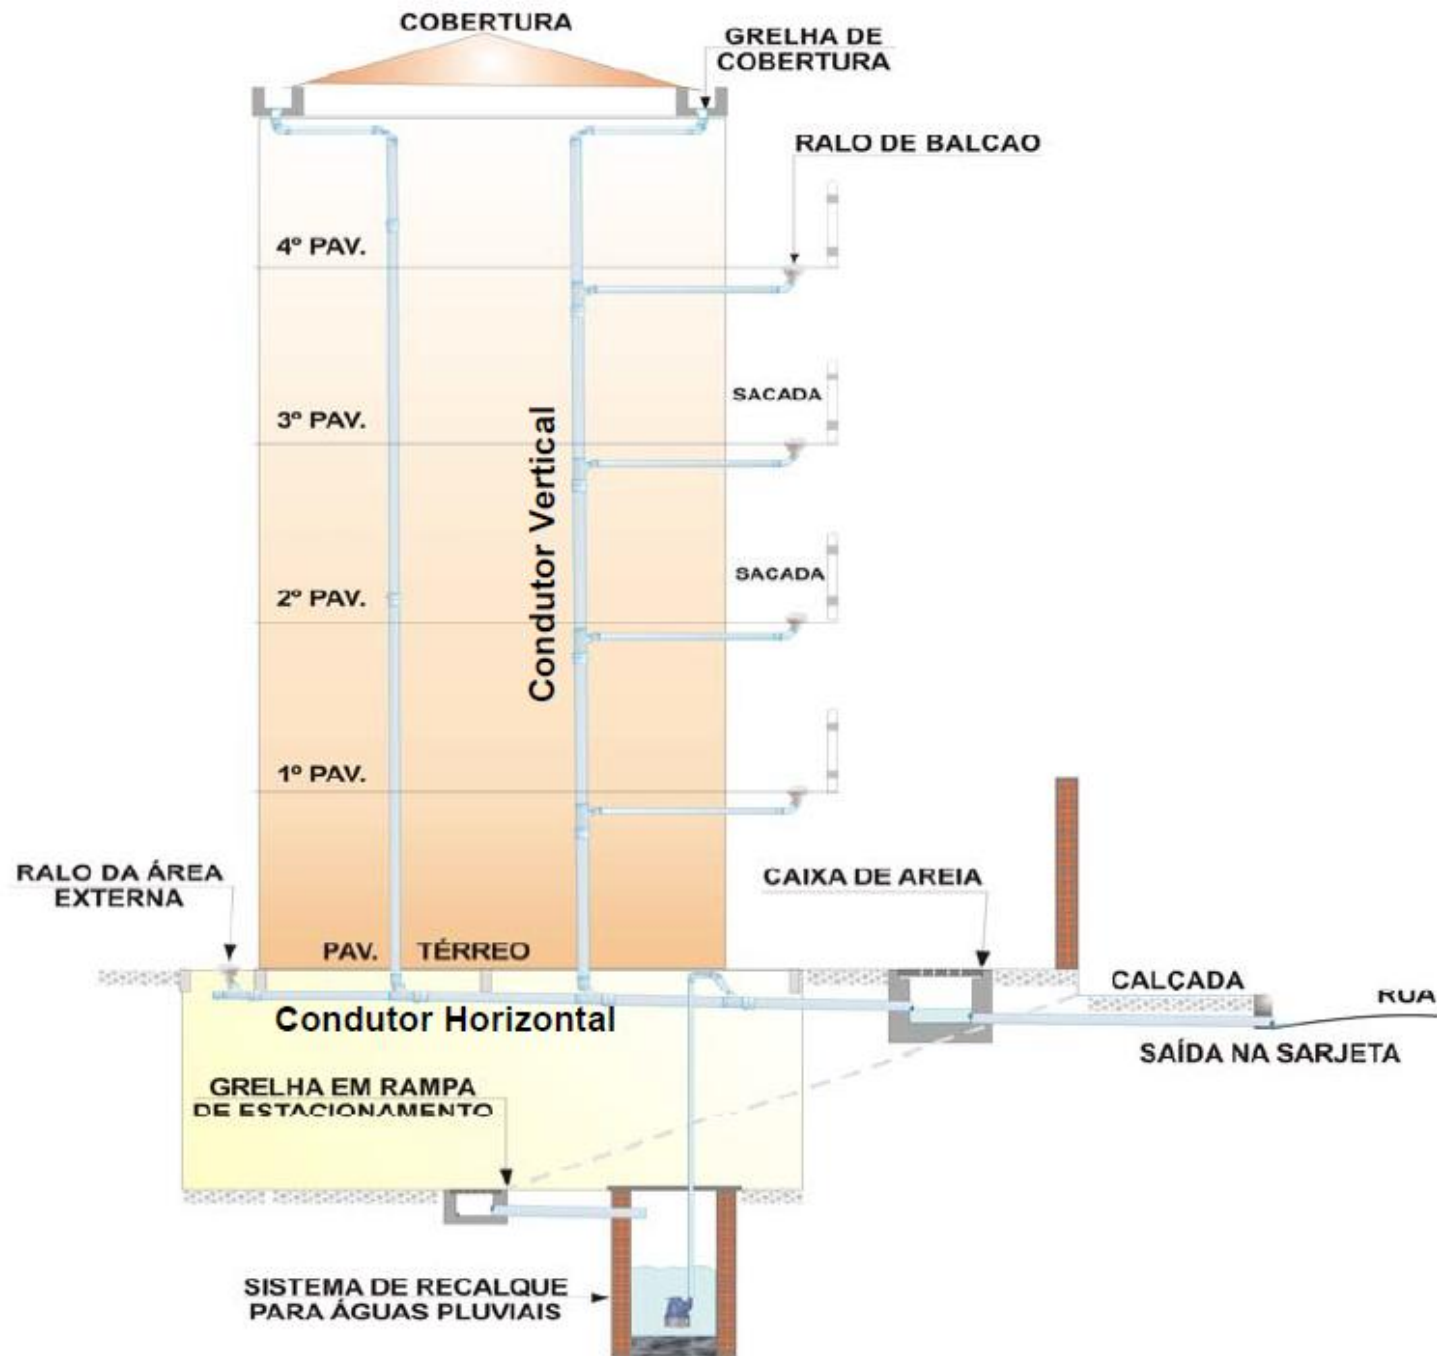 COBERTURA
GRELHA DE
COBERTURA
RALO DE BALCAO
4º PAV.
SACADA
3º PAV.
Condutor Vertical
SACADA
2º PAV.
1º PAV.
RALO DA ÁREA
EXTERNA
CAIXA DE AREIA
PAV. TÉRREO
CALÇADA
RUA
Condutor Horizontal
SAÍDA NA SARJETA
GRELHA EM RAMPA
DE ESTACIONAMENTO
SISTEMA DE RECALQUE
PARA ÁGUAS PLUVIAIS